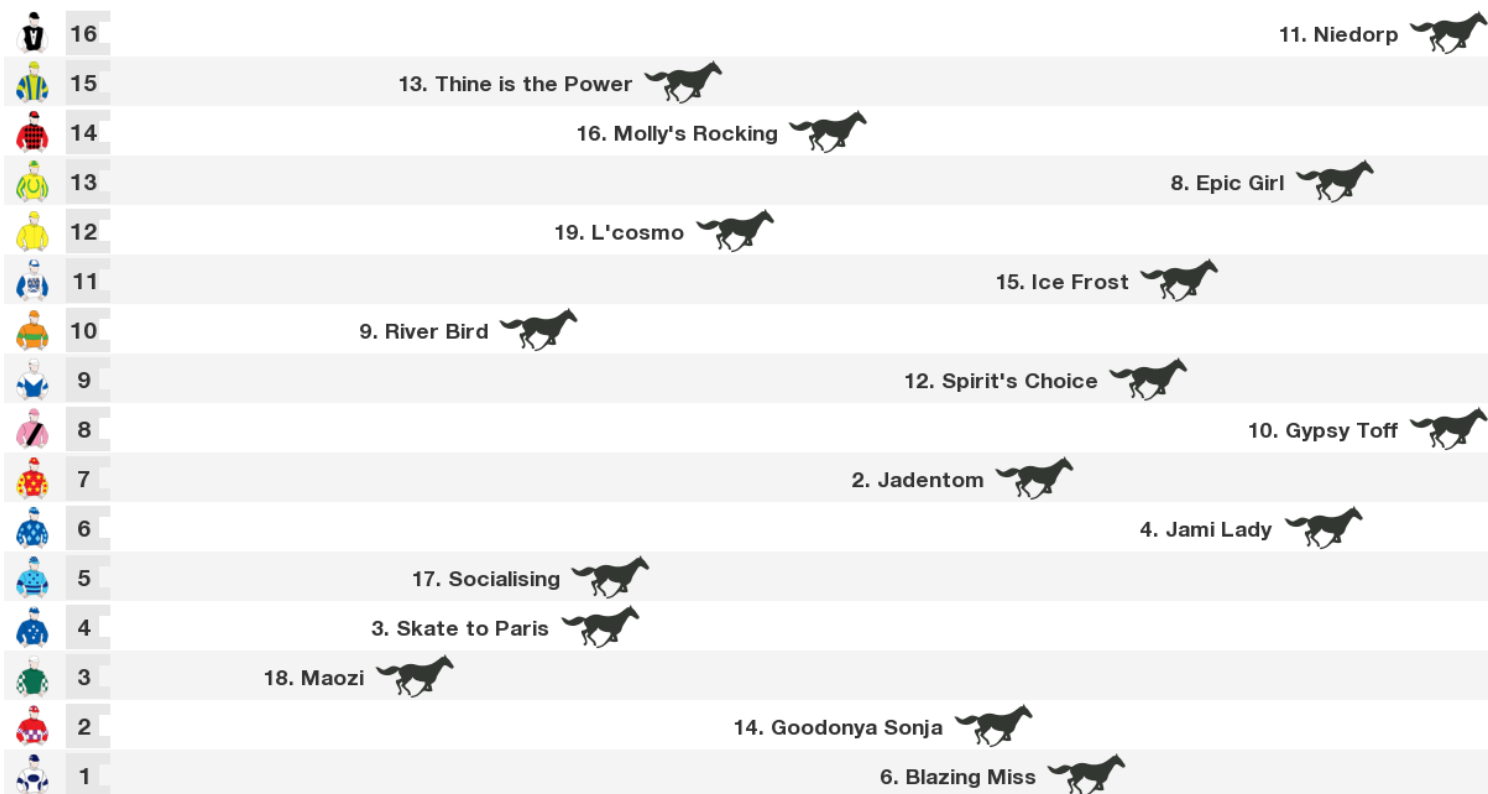 16 11. Niedorp
15 13. Thine is the Power
14 16. Molly's Rocking
13 8. Epic Girl
12 19. L'cosmo
11 15. Ice Frost
10 9. River Bird
9 12. Spirit's Choice
8 10. Gypsy Toff
7 2. Jadentom
6 4. Jami Lady
5 17. Socialising
4 3. Skate to Paris
3 18. Maozi
2 14. Goodonya Sonja
1 6. Blazing Miss